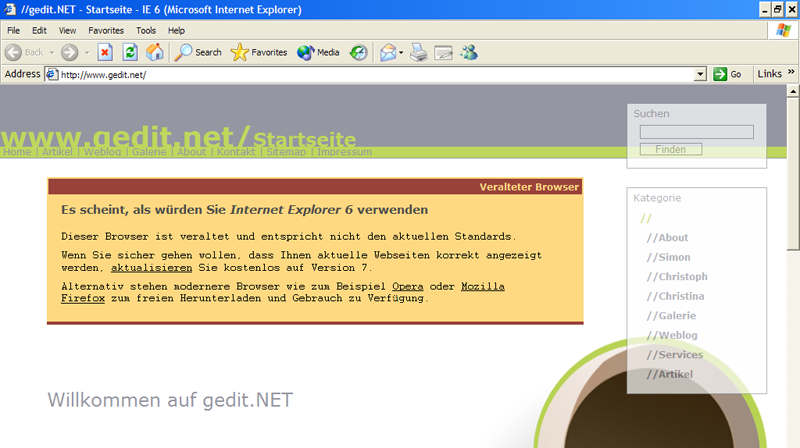 //gedit.NET - Startseite - IE 6 (Microsoft Internet Explorer)
File Edit View Favorites Tools Help
Back Search Favorites Media
Address http://www.gedit.net/ Go Links »
www.gedit.net/Startseite
Home | Artikel | Weblog | Galerie | About | Kontakt | Sitemap | Impressum
Suchen
Finden
Veralteter Browser
Es scheint, als würden Sie Internet Explorer 6 verwenden
Dieser Browser ist veraltet und entspricht nicht den aktuellen Standards.
Wenn Sie sicher gehen wollen, dass Ihnen aktuelle Webseiten korrekt angezeigt
werden, aktualisieren Sie kostenlos auf Version 7.
Alternativ stehen modernere Browser wie zum Beispiel Opera oder Mozilla
Firefox zum freien Herunterladen und Gebrauch zu Verfügung.
Kategorie
//
//About
//Simon
//Christoph
//Christina
//Galerie
//Weblog
//Services
//Artikel
Willkommen auf gedit.NET